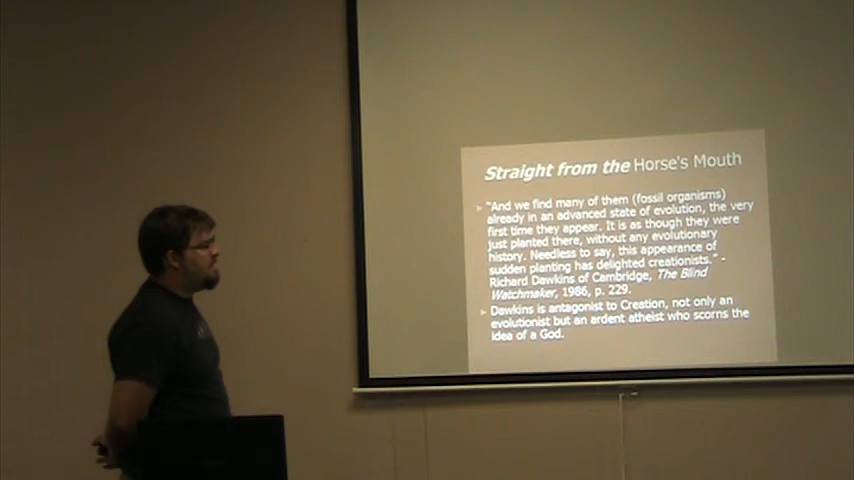 Straight from the Horse's Mouth
"And we find many of them (fossil organisms)
already in an advanced state of evolution, the very
first time they appear. It is as though they were
just planted there, without any evolutionary
history. Needless to say, this appearance of
sudden planting has delighted creationists." -
Richard Dawkins of Cambridge, The Blind
Watchmaker, 1986, p. 229.
Dawkins is antagonist to Creation, not only an
evolutionist but an ardent atheist who scorns the
idea of a God.